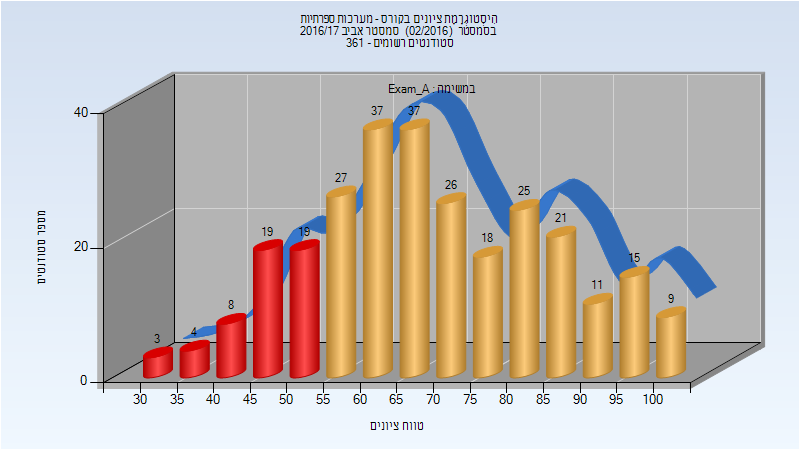 היסטוגרמת ציונים בקורס - מערכות ספרתיות
בסמסטר (02/2016) סמסטר אביב 2016/17
סטודנטים רשומים - 361
במשימה: Exam_A
מספר סטודנטים
40
20
0
3
4
8
19
19
27
37
37
26
18
25
21
11
15
9
30 35 40 45 50 55 60 65 70 75 80 85 90 95 100
טווח ציונים